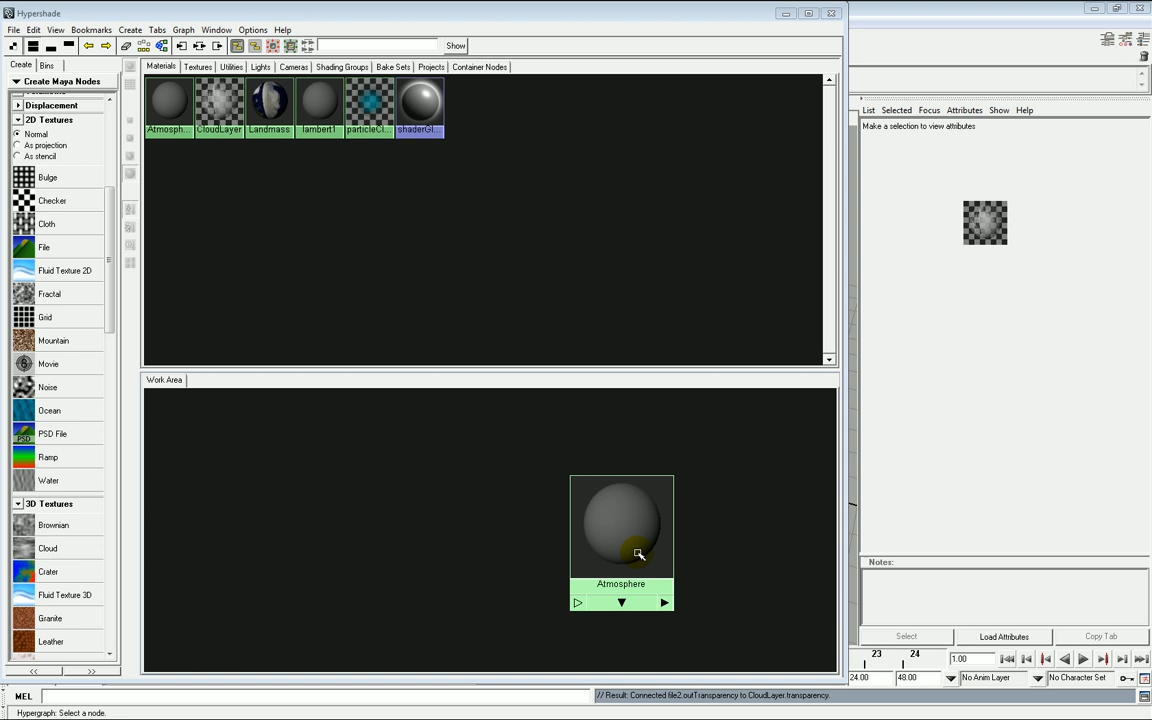 Hypershade
File Edit View Bookmarks Create Tabs Graph Window Options Help
Show
Create Bins
Create Maya Nodes
Displacement
2D Textures
Normal
As projection
As stencil
Bulge
Checker
Cloth
File
Fluid Texture 2D
Fractal
Grid
Mountain
Movie
Noise
Ocean
PSD
PSD File
Ramp
Water
3D Textures
Brownian
Cloud
Crater
Fluid Texture 3D
Granite
Leather
<< >>
Materials Textures Utilities Lights Cameras Shading Groups Bake Sets Projects Container Nodes
Atmosph... CloudLayer Landmass lambert1 particleCl... shaderGl...
Work Area
Atmosphere
List Selected Focus Attributes Show Help
Make a selection to view attributes
Notes:
Select Load Attributes Copy Tab
23 24 1.00
24.00 48.00 No Anim Layer No Character Set
MEL // Result: Connected file2.outTransparency to CloudLayer.transparency.
Hypergraph: Select a node.